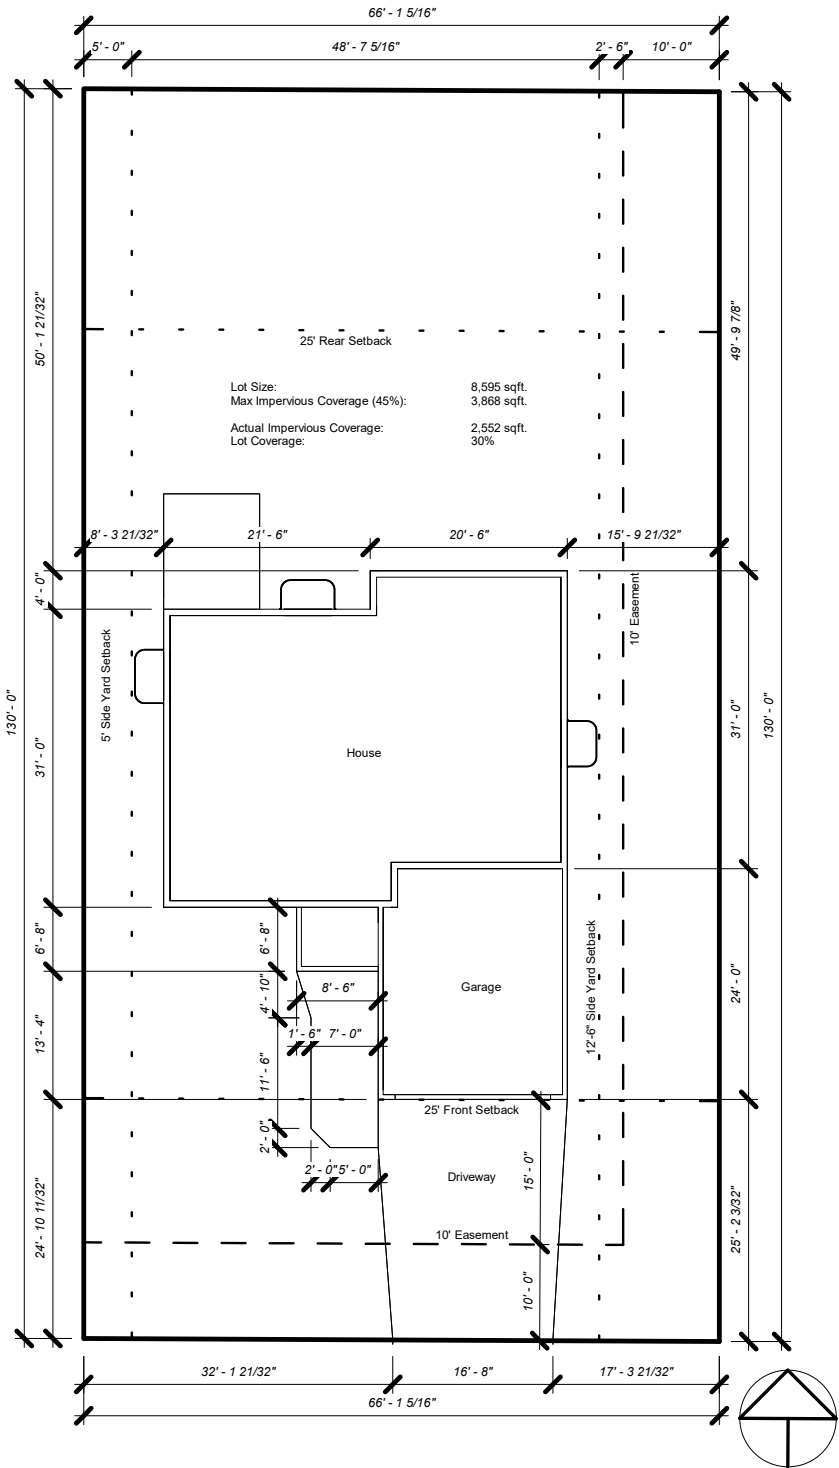 66' - 1 5/16"
5' - 0"
48' - 7 5/16"
2' - 6"
10' - 0"
50' - 1 21/32"
49' - 9 7/8"
25' Rear Setback
Lot Size: 8,595 sqft.
Max Impervious Coverage (45%): 3,868 sqft.
Actual Impervious Coverage: 2,552 sqft.
Lot Coverage: 30%
8' - 3 21/32"
21' - 6"
20' - 6"
15' - 9 21/32"
4' - 0"
10' Easement
5' Side Yard Setback
130' - 0"
31' - 0"
House
31' - 0"
130' - 0"
6' - 8"
6' - 8"
12'-6" Side Yard Setback
8' - 6"
Garage
24' - 0"
4' - 10"
13' - 4"
1' - 6"
7' - 0"
11' - 6"
25' Front Setback
2' - 0"
2' - 0"
5' - 0"
Driveway
15' - 0"
24' - 10 11/32"
25' - 2 3/32"
10' Easement
10' - 0"
32' - 1 21/32"
16' - 8"
17' - 3 21/32"
66' - 1 5/16"